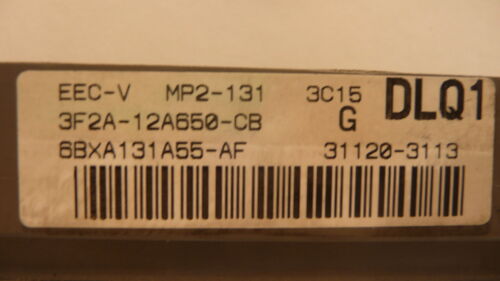 EEC-V MP2-131 3C15 DLQ1
3F2A-12A650-CB G
6BXA131A55-AF 31120-3113